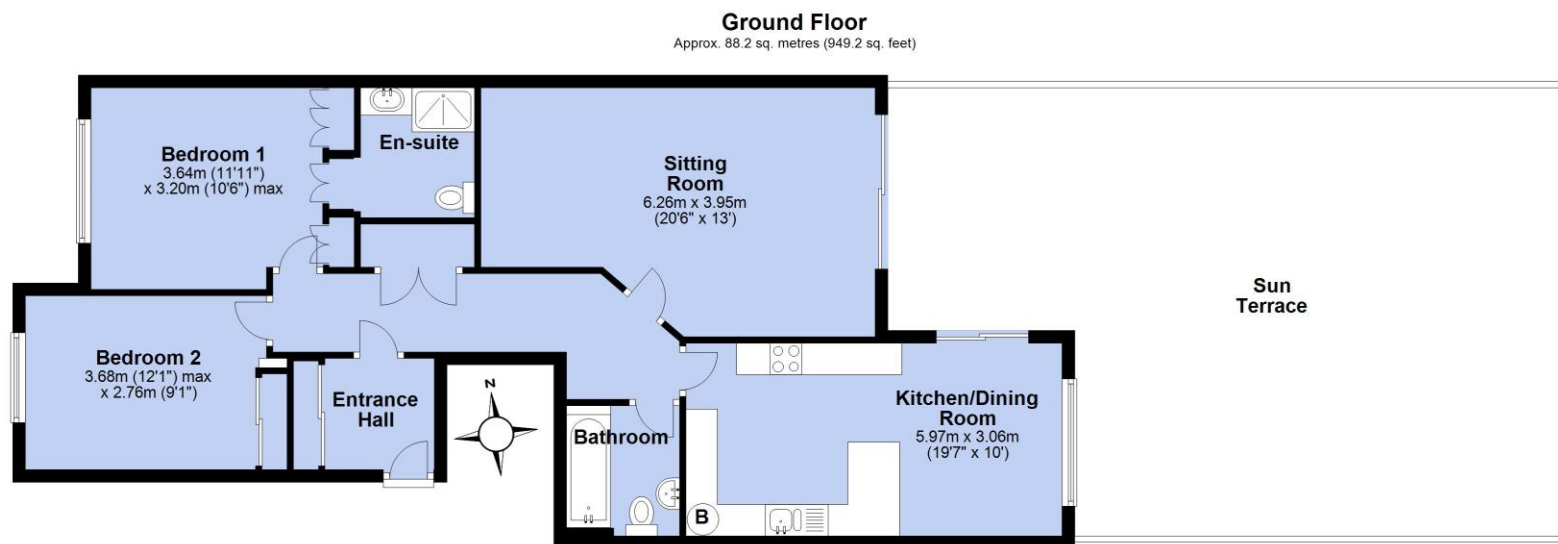 Ground Floor
Approx. 88.2 sq. metres (949.2 sq. feet)
Bedroom 1
3.64m (11'11")
x 3.20m (10'6") max
En-suite
Sitting
Room
6.26m x 3.95m
(20'6" x 13')
Sun
Terrace
Bedroom 2
3.68m (12'1") max
x 2.76m (9'1")
Entrance
Hall
N
Bathroom
Kitchen/Dining
Room
5.97m x 3.06m
(19'7" x 10')
B